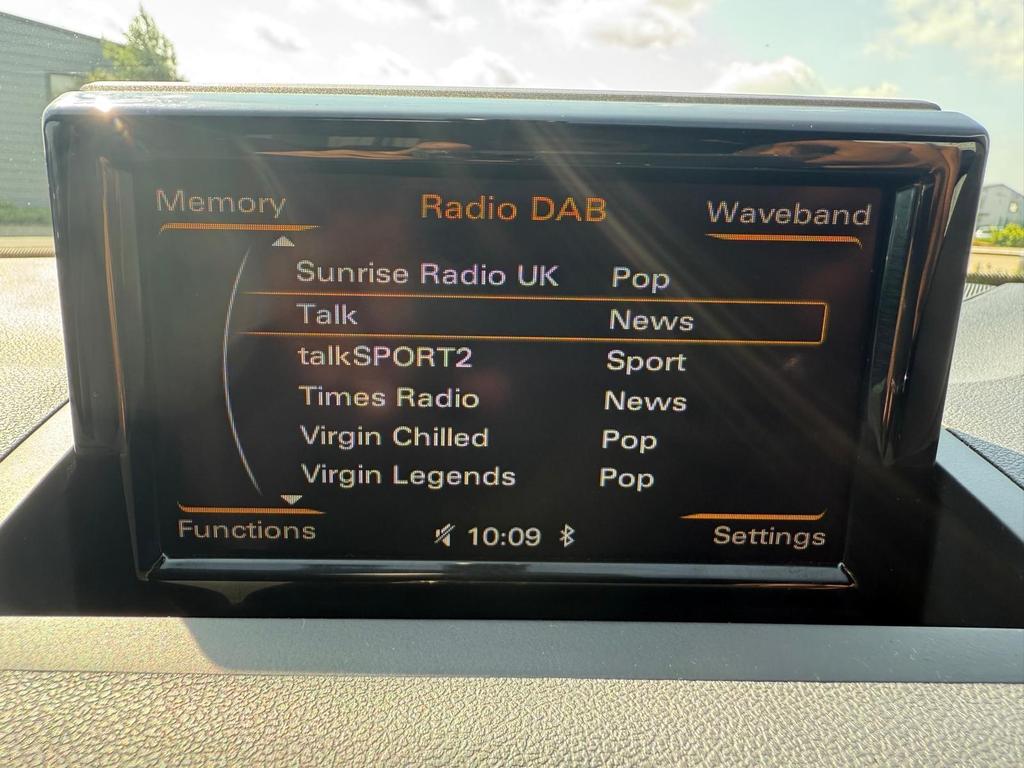 Memory Radio DAB Waveband
Sunrise Radio UK Pop
Talk News
talkSPORT2 Sport
Times Radio News
Virgin Chilled Pop
Virgin Legends Pop
Functions 10:09 Settings